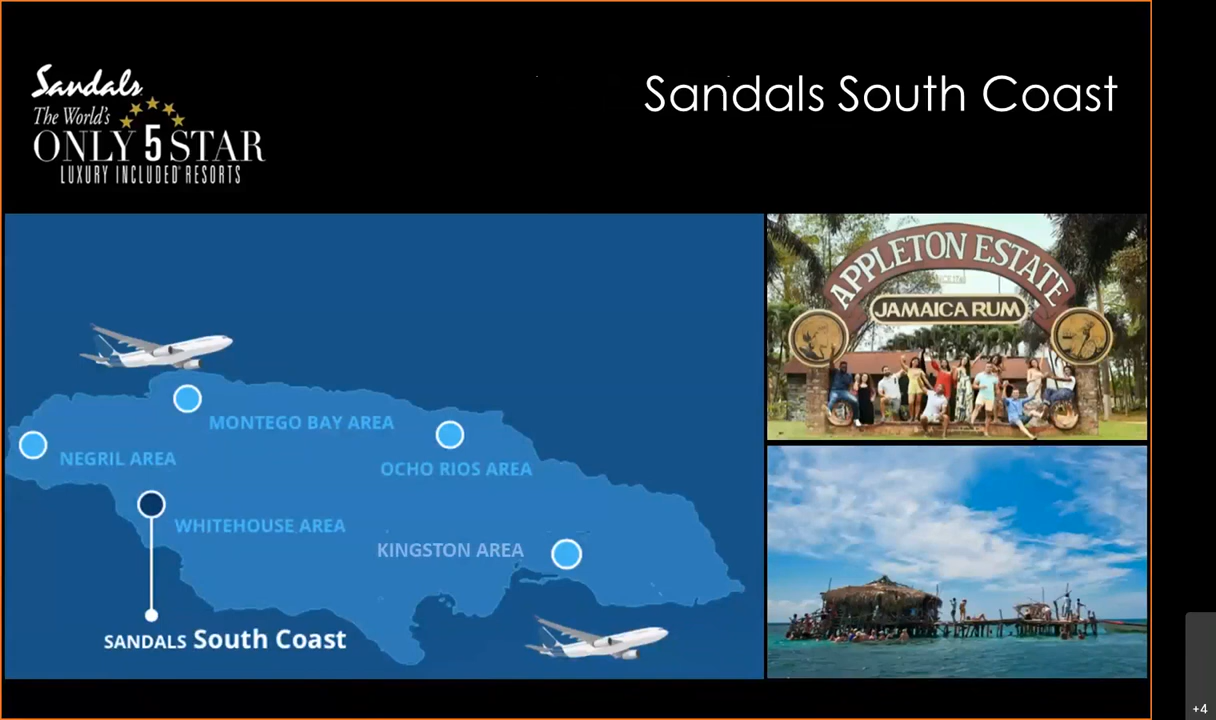 Sandals
The World's
ONLY 5 STAR
LUXURY INCLUDED® RESORTS
Sandals South Coast
MONTEGO BAY AREA
NEGRIL AREA
OCHO RIOS AREA
WHITEHOUSE AREA
KINGSTON AREA
SANDALS South Coast
APPLETON ESTATE
JAMAICA RUM
+4